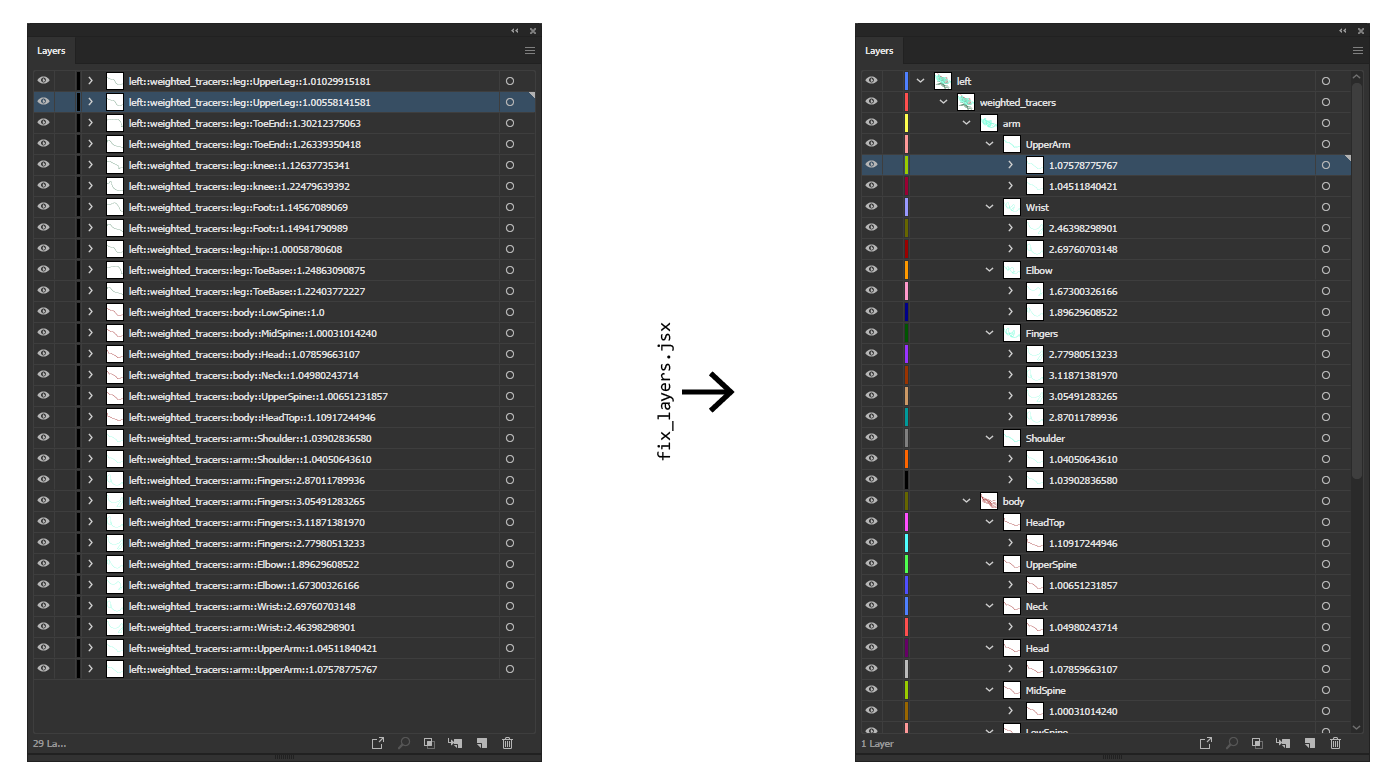 Layers
left::weighted_tracers::leg::UpperLeg::1.01029915181
left::weighted_tracers::leg::UpperLeg::1.00558141581
left::weighted_tracers::leg::ToeEnd::1.30212375063
left::weighted_tracers::leg::ToeEnd::1.26339350418
left::weighted_tracers::leg::knee::1.12637735341
left::weighted_tracers::leg::knee::1.22479639392
left::weighted_tracers::leg::Foot::1.14567089069
left::weighted_tracers::leg::Foot::1.14941790989
left::weighted_tracers::leg::hip::1.00058780608
left::weighted_tracers::leg::ToeBase::1.24863090875
left::weighted_tracers::leg::ToeBase::1.22403772227
left::weighted_tracers::body::LowSpine::1.0
left::weighted_tracers::body::MidSpine::1.00031014240
left::weighted_tracers::body::Head::1.07859663107
left::weighted_tracers::body::Neck::1.04980243714
left::weighted_tracers::body::UpperSpine::1.00651231857
left::weighted_tracers::body::HeadTop::1.10917244946
left::weighted_tracers::arm::Shoulder::1.03902836580
left::weighted_tracers::arm::Shoulder::1.04050643610
left::weighted_tracers::arm::Fingers::2.87011789936
left::weighted_tracers::arm::Fingers::3.05491283265
left::weighted_tracers::arm::Fingers::3.11871381970
left::weighted_tracers::arm::Fingers::2.77980513233
left::weighted_tracers::arm::Elbow::1.89629608522
left::weighted_tracers::arm::Elbow::1.67300326166
left::weighted_tracers::arm::Wrist::2.69760703148
left::weighted_tracers::arm::Wrist::2.46398298901
left::weighted_tracers::arm::UpperArm::1.04511840421
left::weighted_tracers::arm::UpperArm::1.07578775767
29 La...
fix_layers.jsx
Layers
left
weighted_tracers
arm
UpperArm
1.07578775767
1.04511840421
Wrist
2.46398298901
2.69760703148
Elbow
1.67300326166
1.89629608522
Fingers
2.77980513233
3.11871381970
3.05491283265
2.87011789936
Shoulder
1.04050643610
1.03902836580
body
HeadTop
1.10917244946
UpperSpine
1.00651231857
Neck
1.04980243714
Head
1.07859663107
MidSpine
1.00031014240
LowSpine
1 Layer